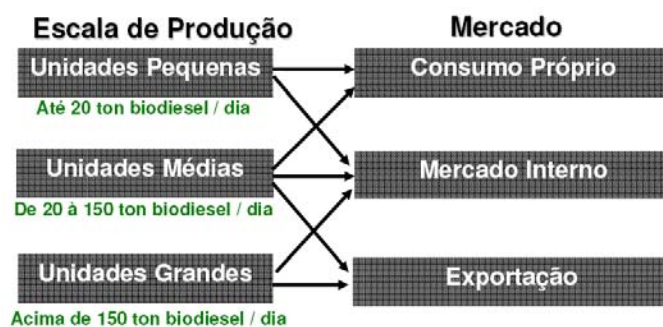 Escala de Produção
Mercado
Unidades Pequenas
Consumo Próprio
Até 20 ton biodiesel / dia
Unidades Médias
Mercado Interno
De 20 à 150 ton biodiesel / dia
Unidades Grandes
Exportação
Acima de 150 ton biodiesel / dia